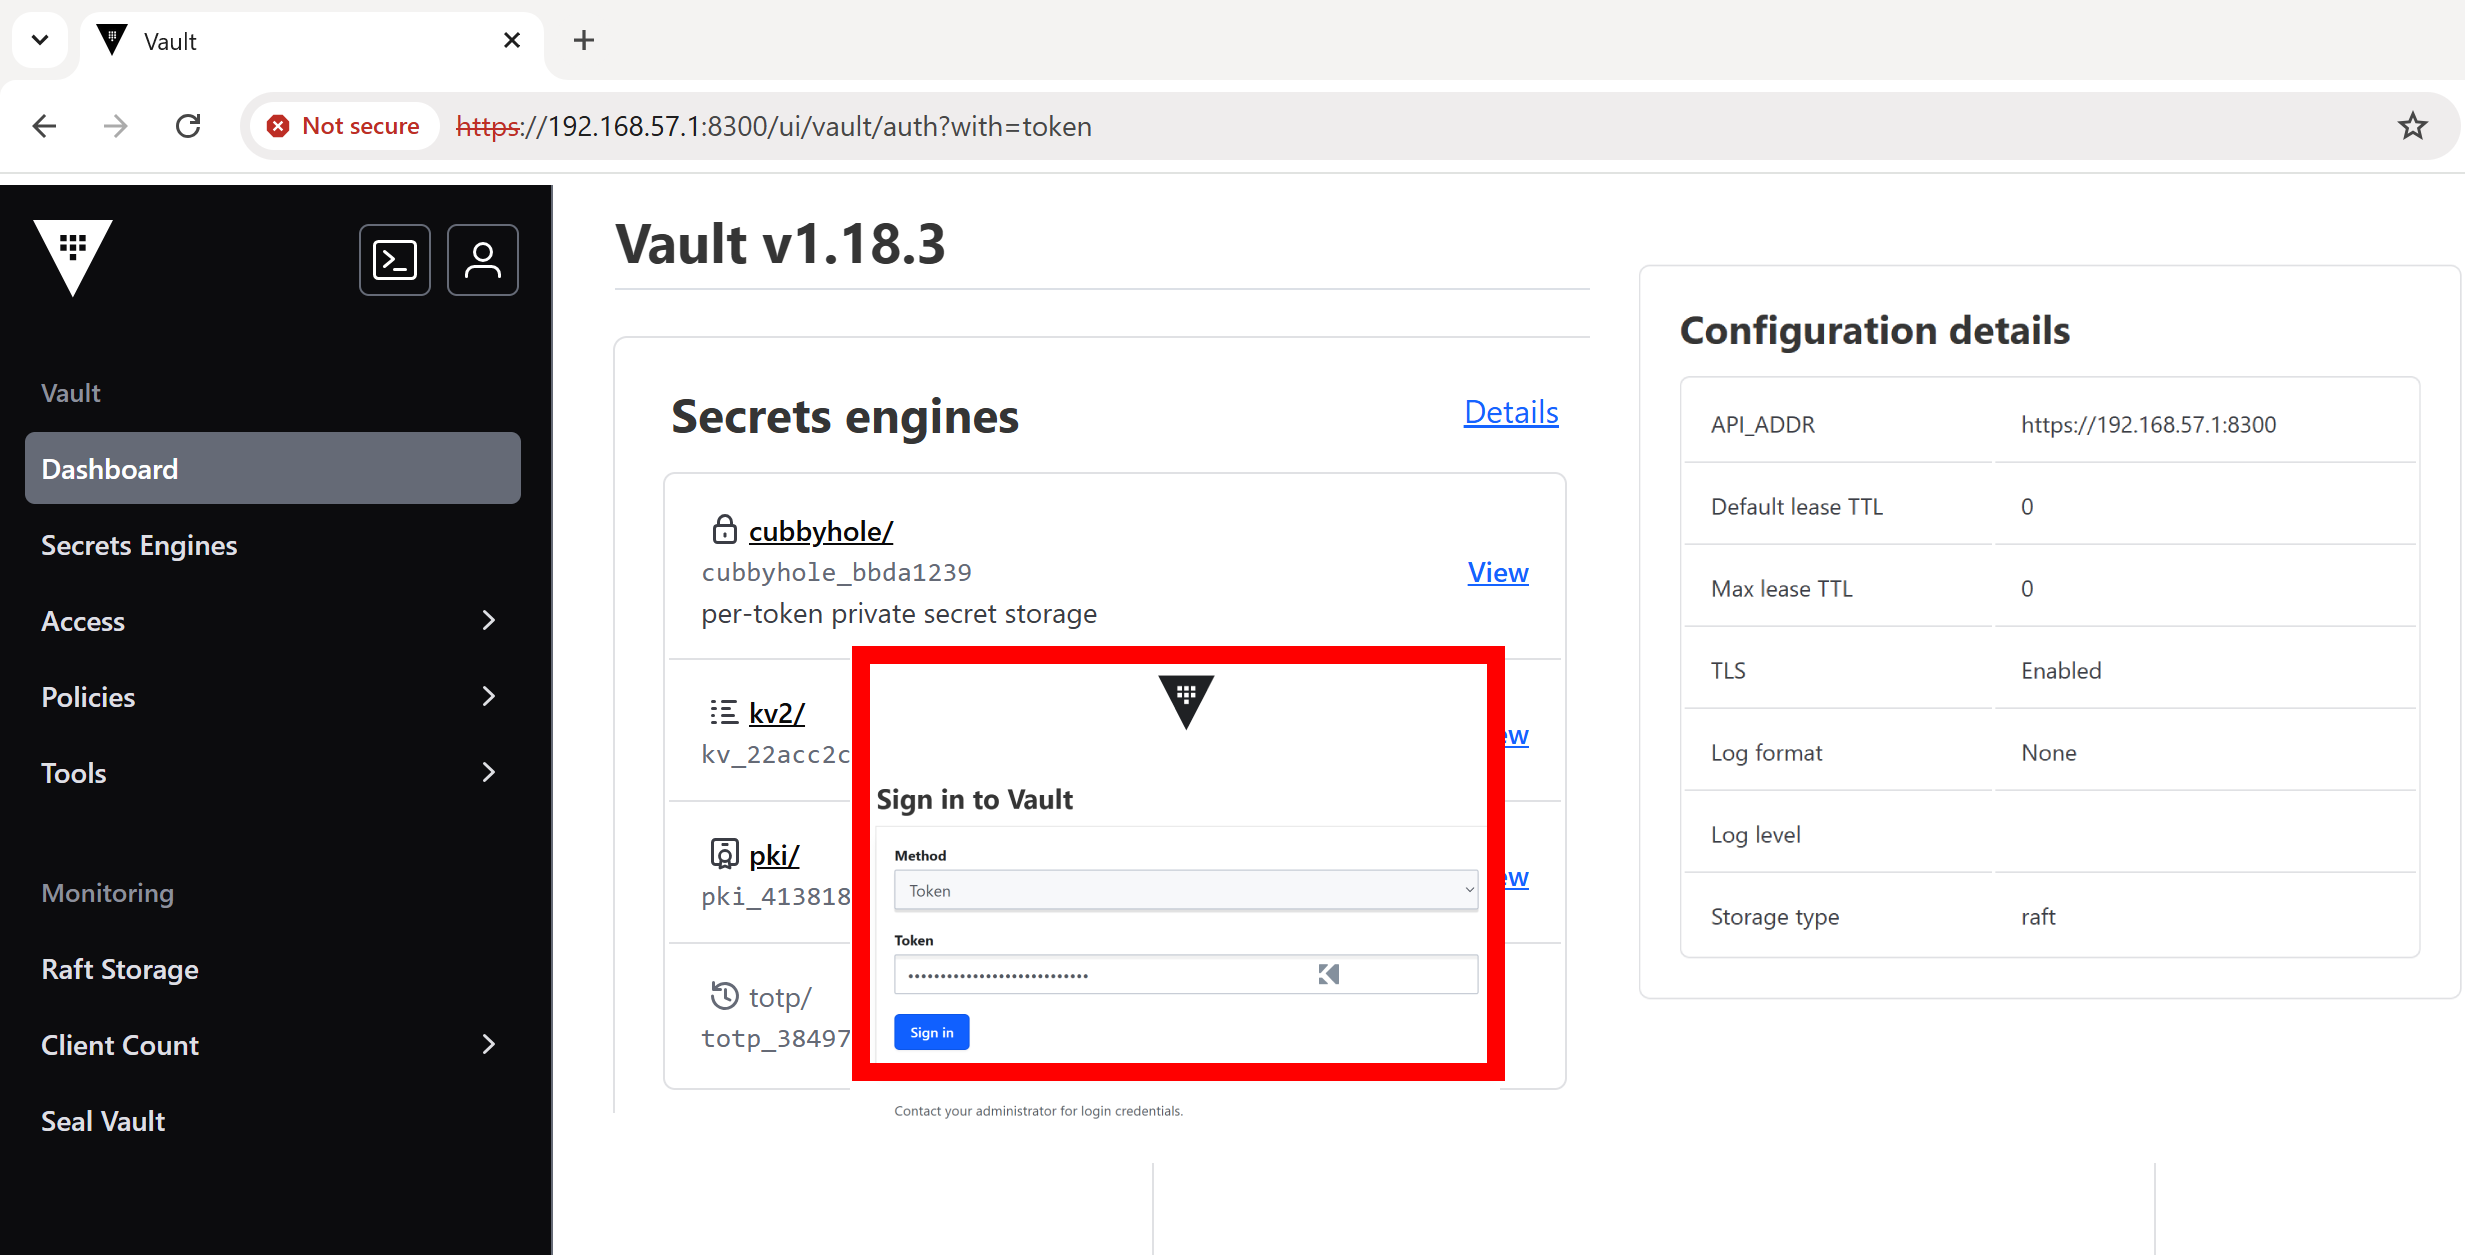 Vault
Not secure
https://192.168.57.1:8300/ui/vault/auth?with=token
Vault
Dashboard
Secrets Engines
Access
Policies
Tools
Monitoring
Raft Storage
Client Count
Seal Vault
Vault v1.18.3
Secrets engines
Details
cubbyhole/
cubbyhole_bbda1239
View
per-token private secret storage
kv2/
kv_22acc2c
ew
pki/
pki_413818
ew
totp/
totp_38497
Sign in to Vault
Method
Token
Token
••••••••••••••••••••••••••••
Sign in
Contact your administrator for login credentials.
Configuration details
API_ADDR https://192.168.57.1:8300
Default lease TTL 0
Max lease TTL 0
TLS Enabled
Log format None
Log level
Storage type raft